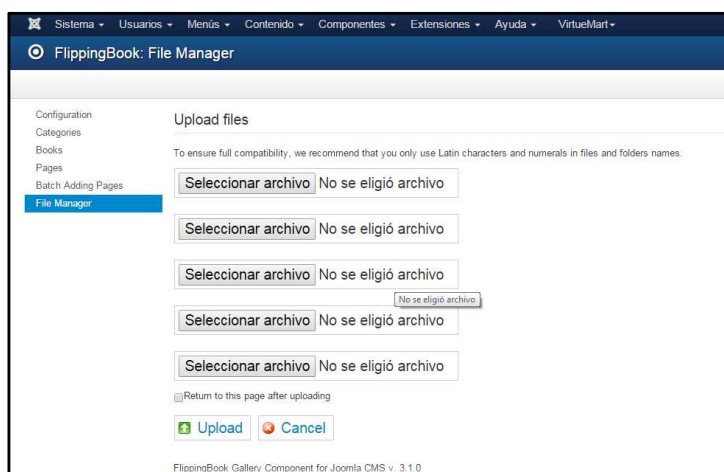 Sistema Usuarios Menús Contenido Componentes Extensiones Ayuda VirtueMart
FlippingBook: File Manager
Configuration
Categories
Books
Pages
Batch Adding Pages
File Manager
Upload files
To ensure full compatibility, we recommend that you only use Latin characters and numerals in files and folders names.
Seleccionar archivo No se eligió archivo
Seleccionar archivo No se eligió archivo
Seleccionar archivo No se eligió archivo
No se eligió archivo
Seleccionar archivo No se eligió archivo
Seleccionar archivo No se eligió archivo
Return to this page after uploading
Upload Cancel
FlippingBook Gallery Component for Joomla CMS v. 3.1.0